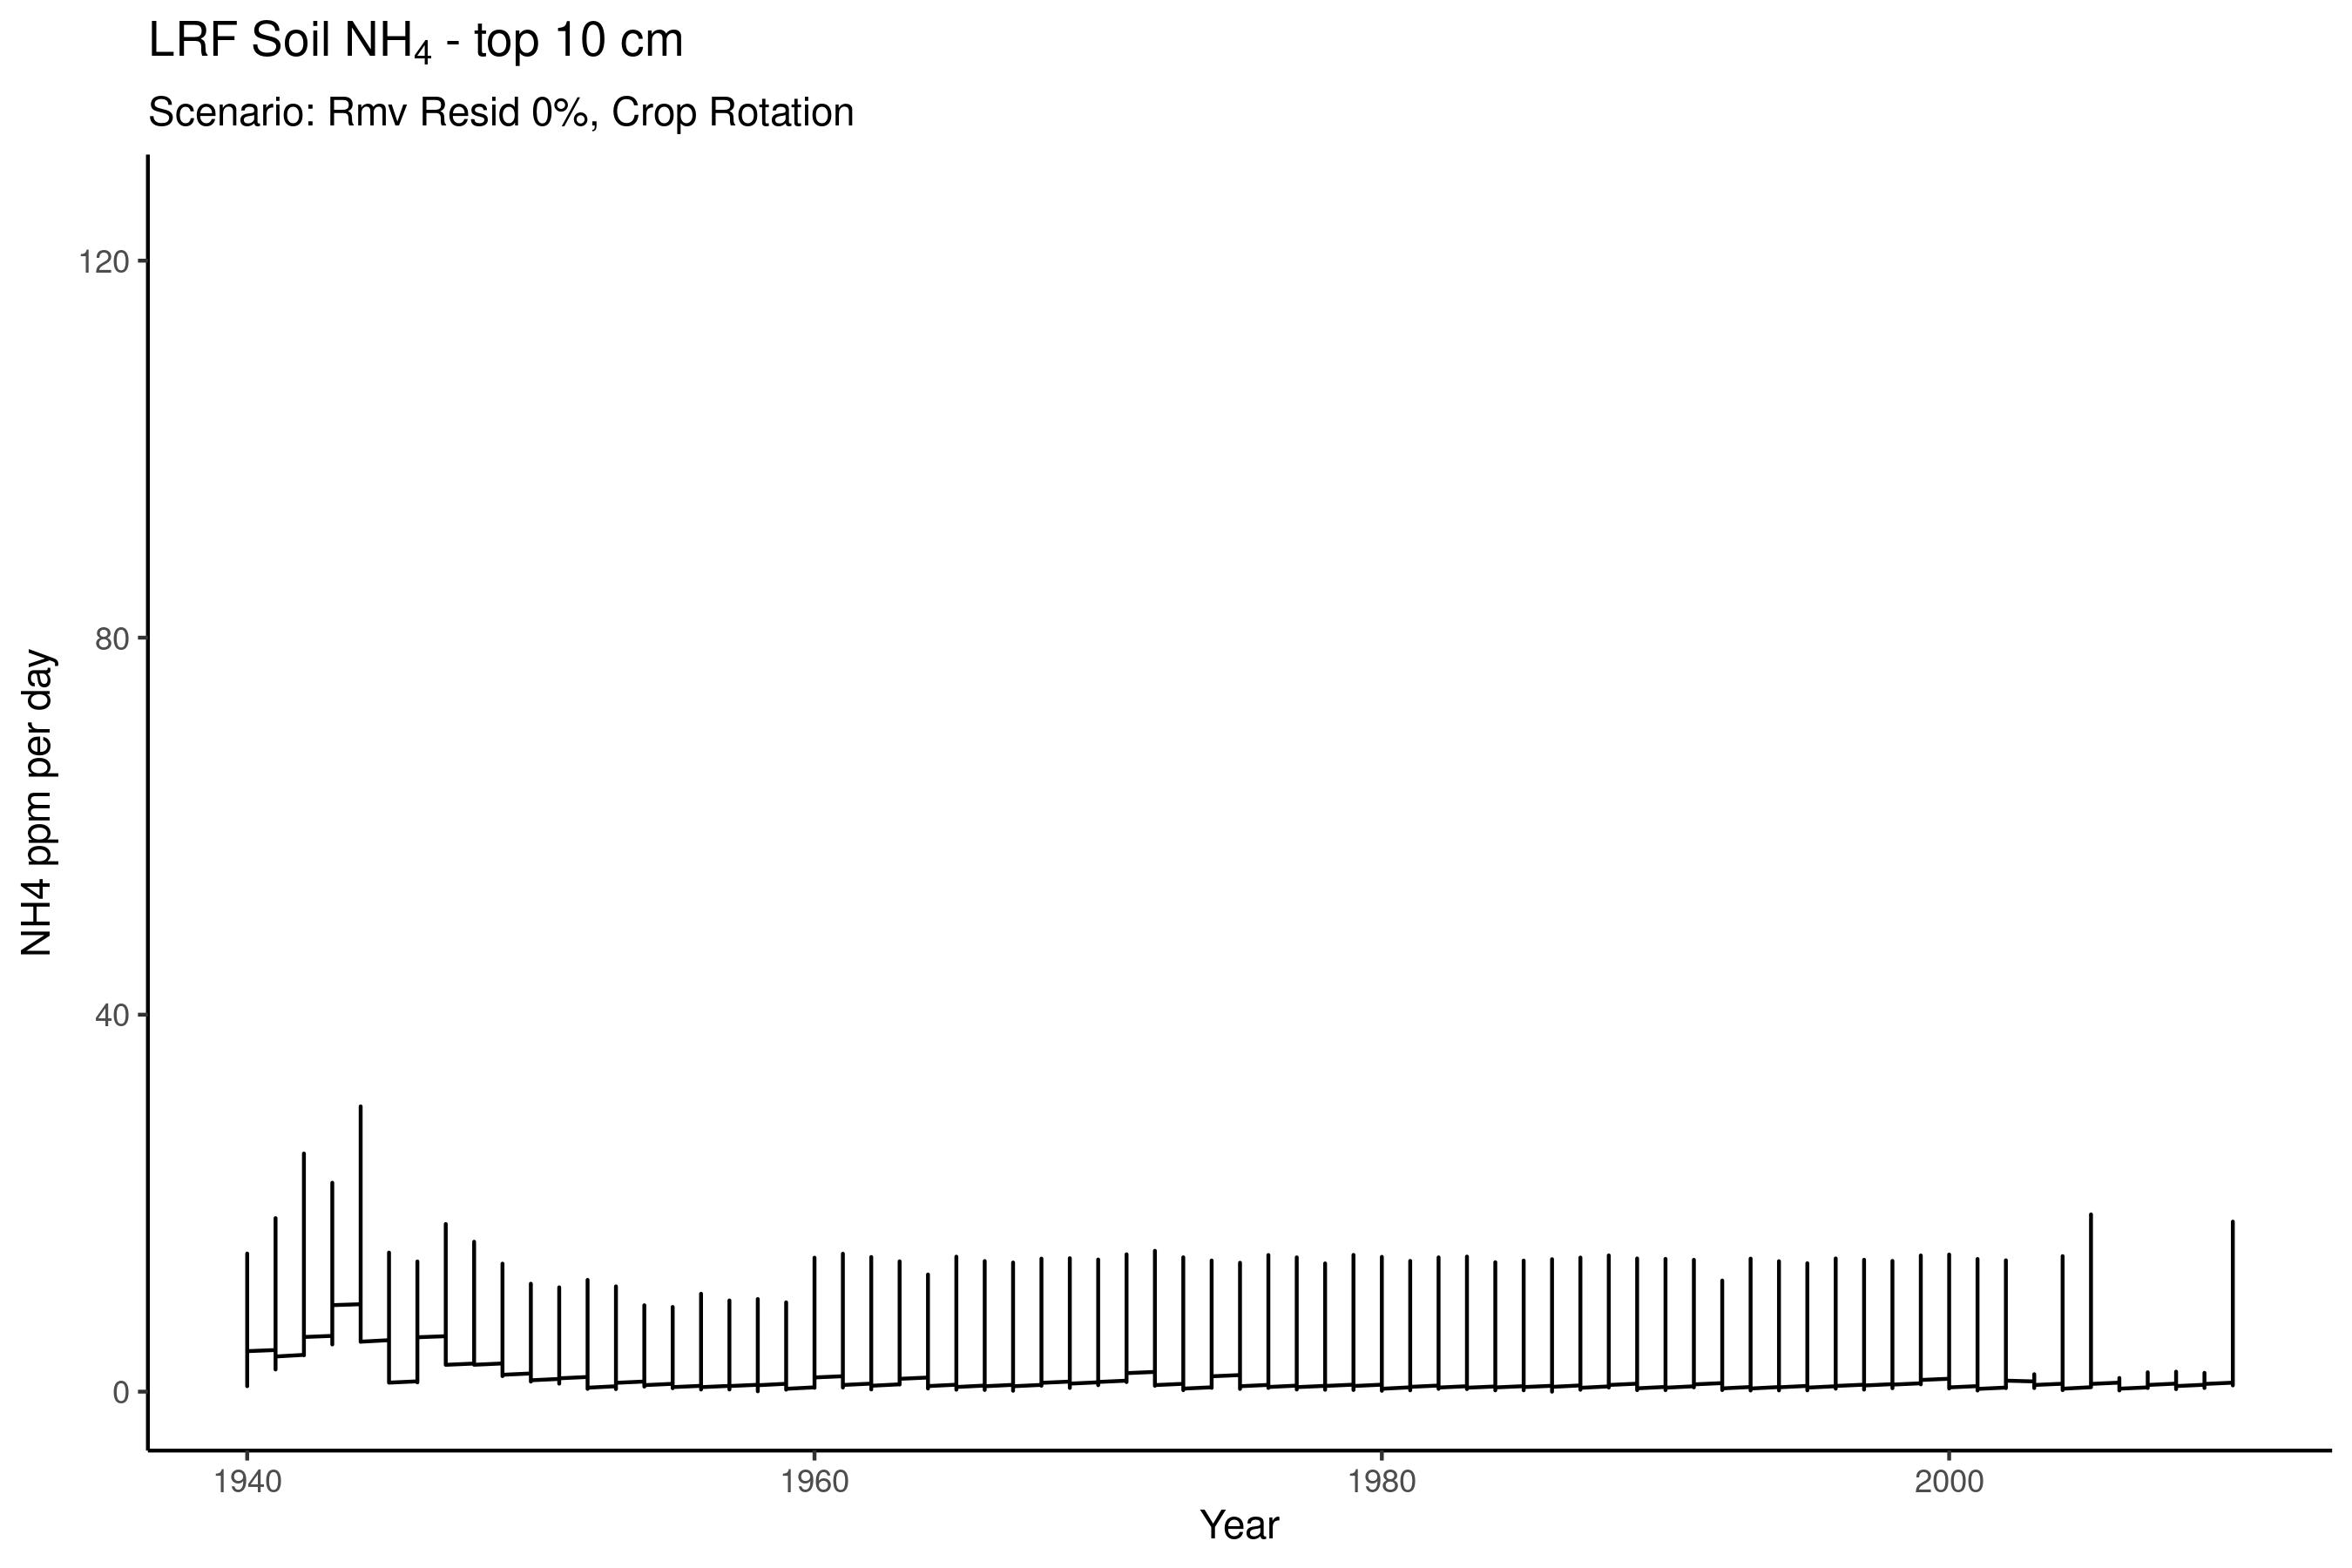 LRF Soil NH₄ - top 10 cm
Scenario: Rmv Resid 0%, Crop Rotation
NH4 ppm per day
120
80
40
0
1940 1960 1980 2000
Year